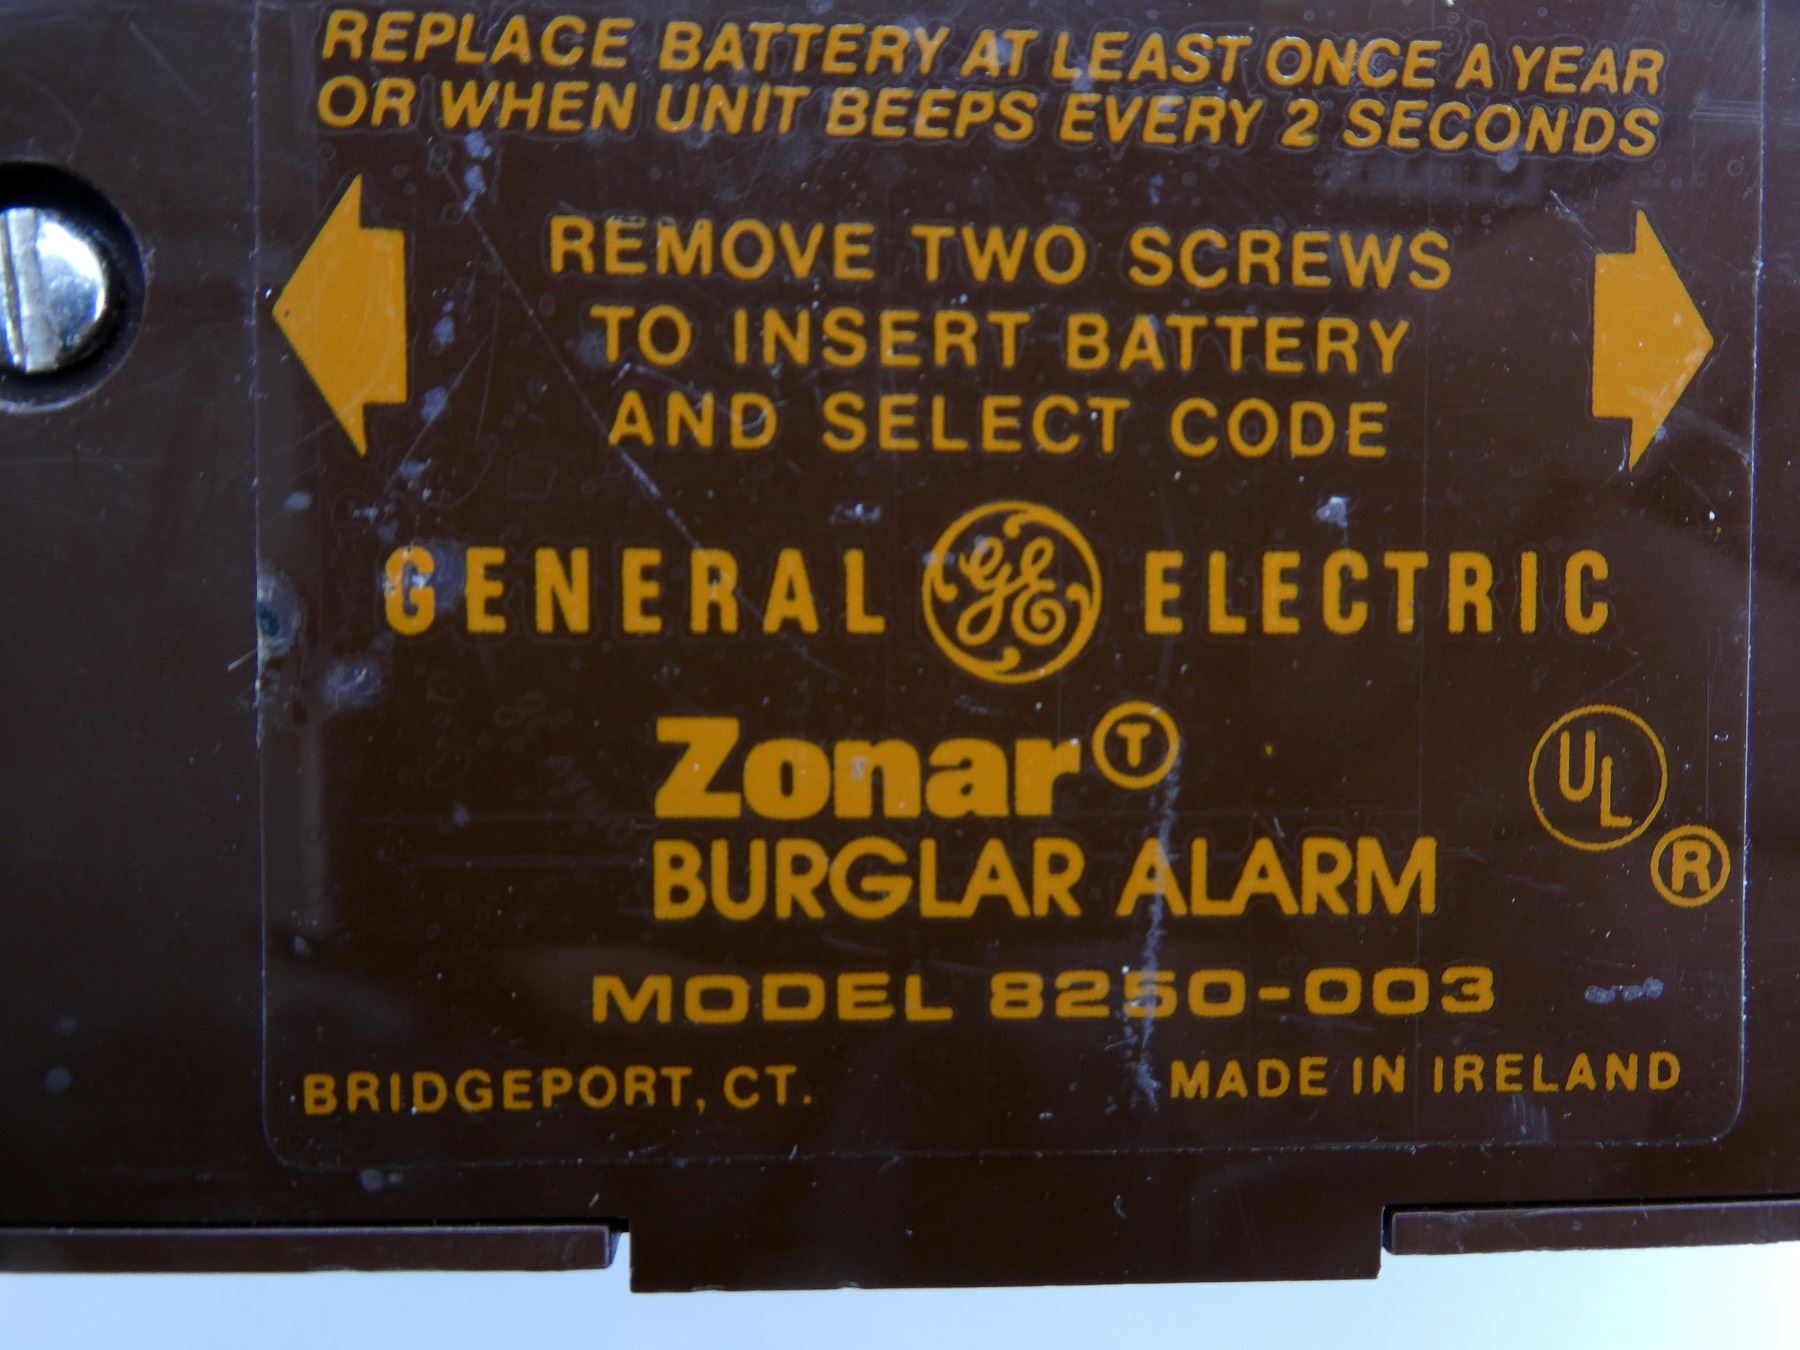 REPLACE BATTERY AT LEAST ONCE A YEAR
OR WHEN UNIT BEEPS EVERY 2 SECONDS
REMOVE TWO SCREWS
TO INSERT BATTERY
AND SELECT CODE
GENERAL GE ELECTRIC
Zonar Ⓣ
BURGLAR ALARM
UL ®
MODEL 8250-003
BRIDGEPORT, CT.
MADE IN IRELAND